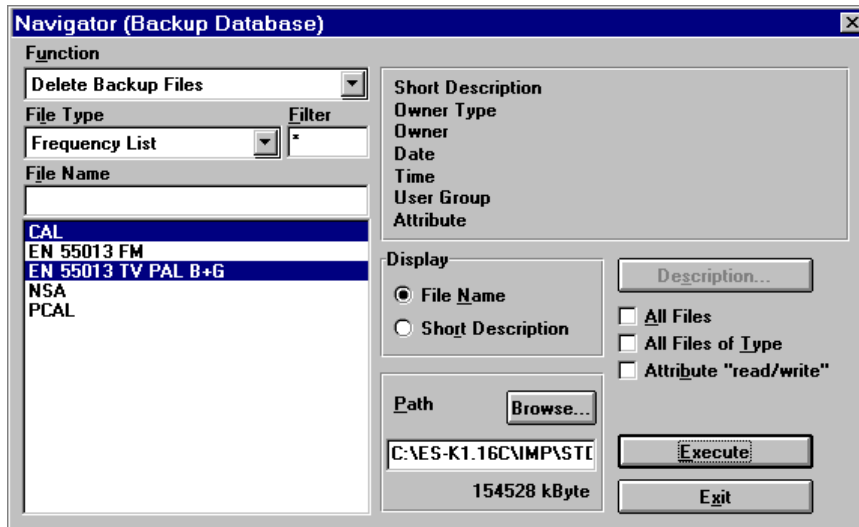 Navigator (Backup Database)
Function
Delete Backup Files
File Type
Filter
Frequency List
*
File Name
CAL
EN 55013 FM
EN 55013 TV PAL B+G
NSA
PCAL
Short Description
Owner Type
Owner
Date
Time
User Group
Attribute
Display
File Name
Short Description
Description...
All Files
All Files of Type
Attribute "read/write"
Path
Browse...
C:\ES-K1.16C\IMP\STD
154528 kByte
Execute
Exit